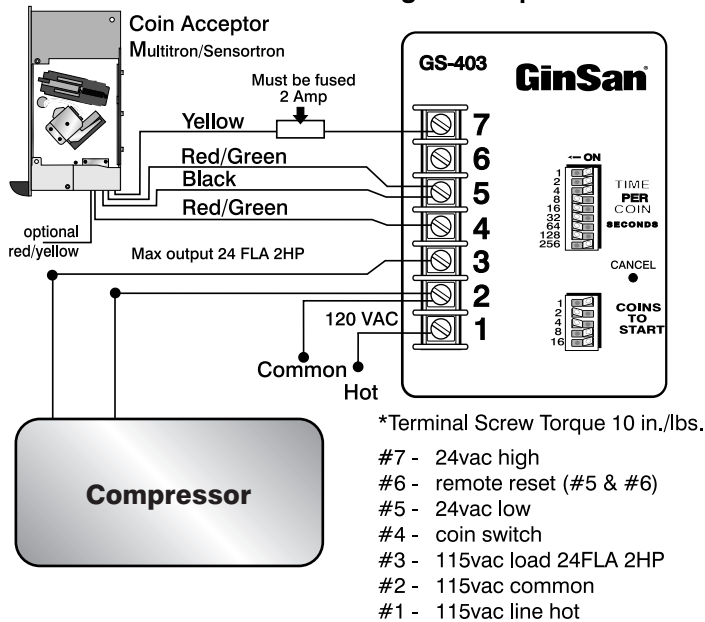 Coin Acceptor
Multitron/Sensortron
Must be fused
2 Amp
Yellow
Red/Green
Black
Red/Green
optional
red/yellow
Max output 24 FLA 2HP
120 VAC
Common
Hot
Compressor
GS-403
GinSan
7
6
5
4
3
2
1
ON
1
2
4
8
16
32
64
128
256
TIME
PER
COIN
SECONDS
CANCEL
1
2
4
8
16
COINS
TO
START
*Terminal Screw Torque 10 in./lbs.
#7 - 24vac high
#6 - remote reset (#5 & #6)
#5 - 24vac low
#4 - coin switch
#3 - 115vac load 24FLA 2HP
#2 - 115vac common
#1 - 115vac line hot